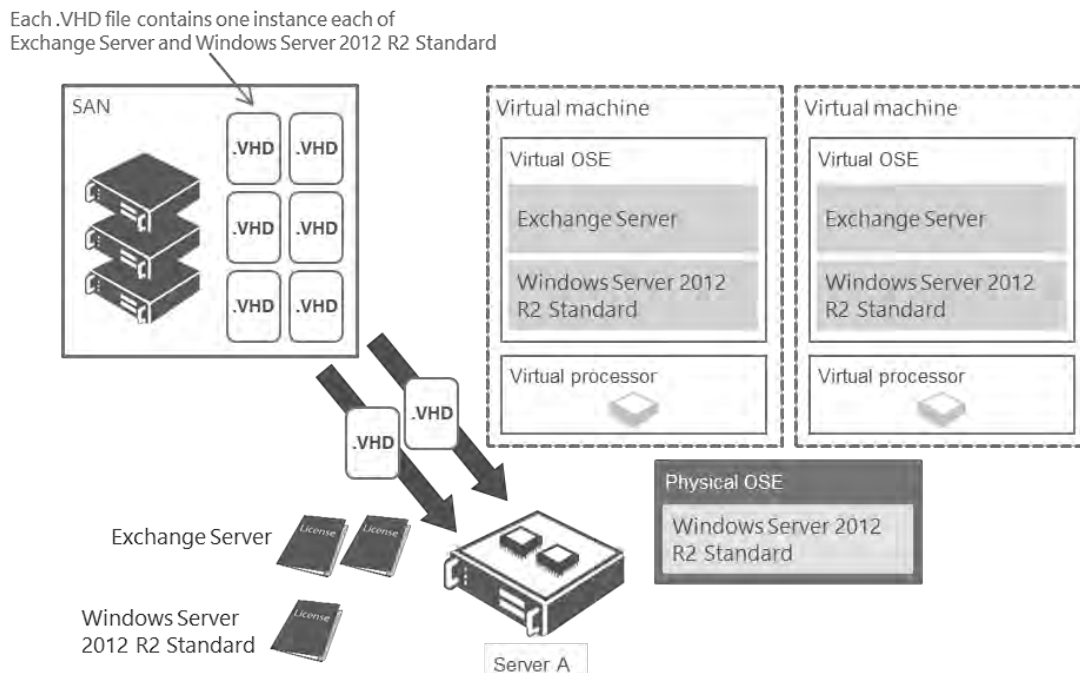 Each .VHD file contains one instance each of
Exchange Server and Windows Server 2012 R2 Standard
SAN
.VHD
.VHD
.VHD
.VHD
.VHD
.VHD
.VHD
.VHD
Virtual machine
Virtual OSE
Exchange Server
Windows Server 2012
R2 Standard
Virtual processor
Virtual machine
Virtual OSE
Exchange Server
Windows Server 2012
R2 Standard
Virtual processor
Physical OSE
Windows Server 2012
R2 Standard
Exchange Server
License
License
Windows Server
2012 R2 Standard
License
Server A